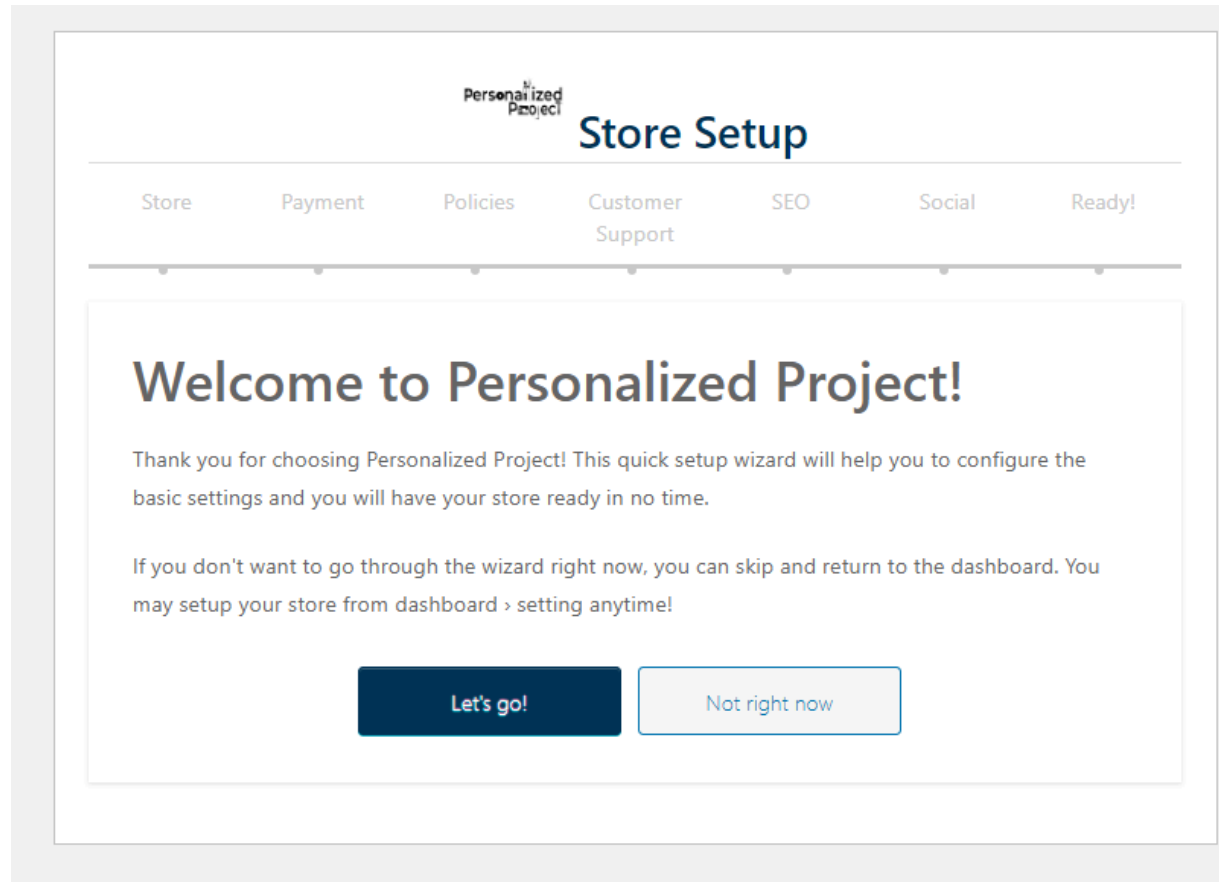 Personalized
Project
Store Setup
Store Payment Policies Customer Support SEO Social Ready!
Welcome to Personalized Project!
Thank you for choosing Personalized Project! This quick setup wizard will help you to configure the
basic settings and you will have your store ready in no time.
If you don't want to go through the wizard right now, you can skip and return to the dashboard. You
may setup your store from dashboard › setting anytime!
Let's go! Not right now